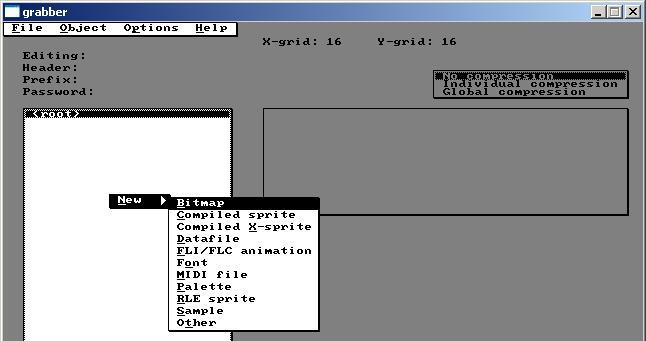 grabber
File Object Options Help
X-grid: 16 Y-grid: 16
Editing:
Header:
Prefix:
Password:
No compression
Individual compression
Global compression
<root>
New
Bitmap
Compiled sprite
Compiled X-sprite
Datafile
FLI/FLC animation
Font
MIDI file
Palette
RLE sprite
Sample
Other